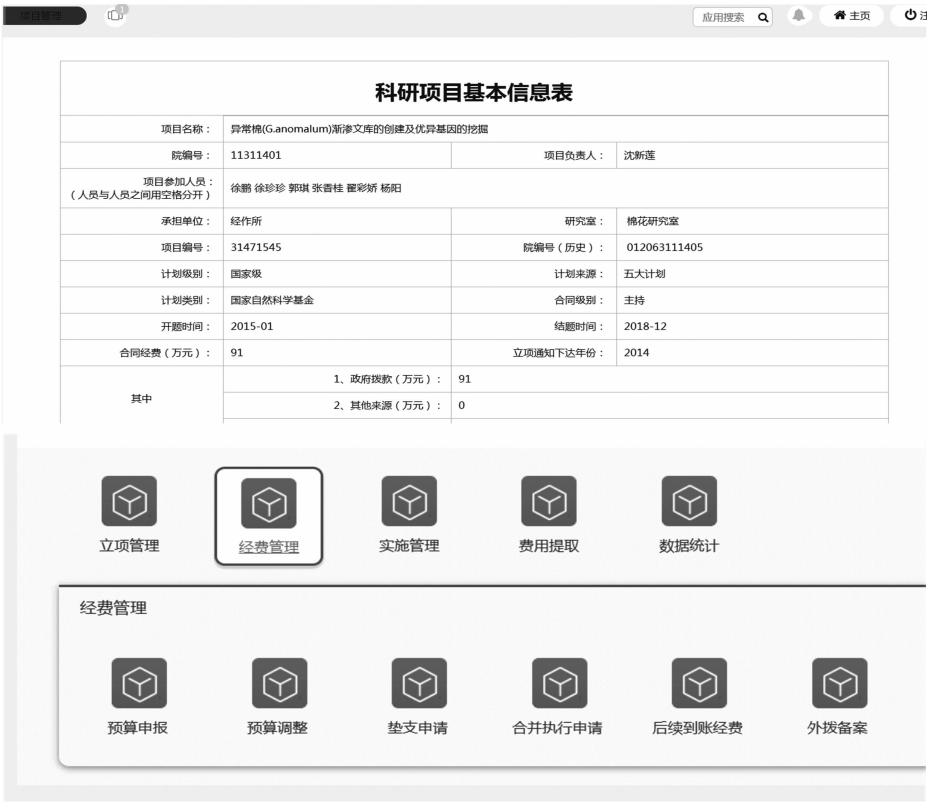 项目管理
1
应用搜索
主页
注
科研项目基本信息表
项目名称： 异常棉(G.anomalum)渐渗文库的创建及优异基因的挖掘
院编号： 11311401 项目负责人： 沈新莲
项目参加人员：
（人员与人员之间用空格分开）
徐鹏 徐珍珍 郭琪 张香桂 翟彩娇 杨阳
承担单位： 经作所 研究室： 棉花研究室
项目编号： 31471545 院编号（历史）： 012063111405
计划级别： 国家级 计划来源： 五大计划
计划类别： 国家自然科学基金 合同级别： 主持
开题时间： 2015-01 结题时间： 2018-12
合同经费（万元）： 91 立项通知下达年份： 2014
其中
1、政府拨款（万元）： 91
2、其他来源（万元）： 0
立项管理 经费管理 实施管理 费用提取 数据统计
经费管理
预算申报 预算调整 垫支申请 合并执行申请 后续到账经费 外拨备案